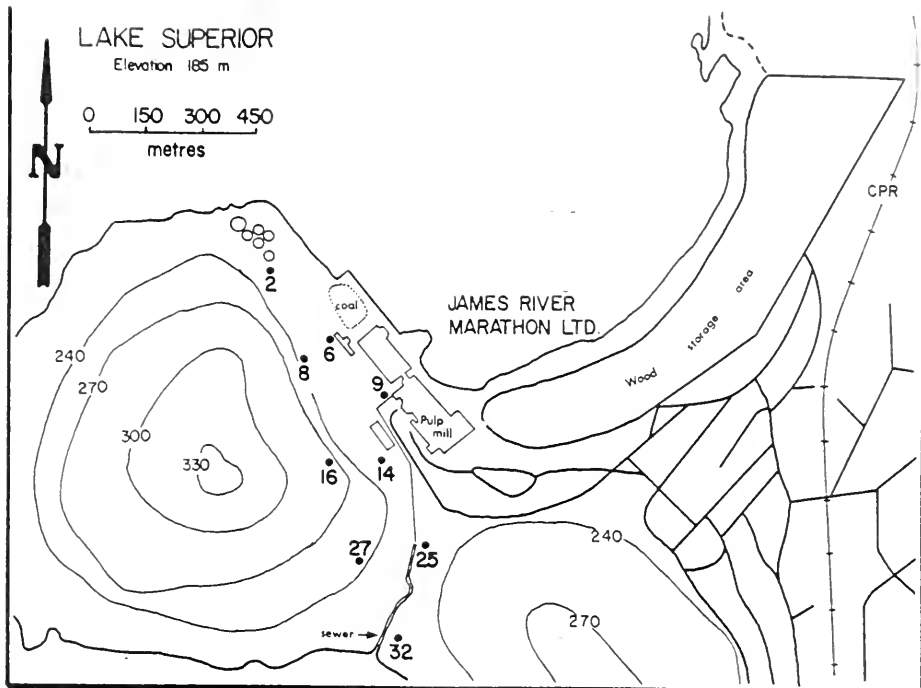 LAKE SUPERIOR
Elevation 185 m
0 150 300 450
metres
N
CPR
2
coal
JAMES RIVER
MARATHON LTD.
Wood storage area
6
240
8
270
9
Pulp
mill
300
330
16
14
27
25
240
270
sewer
32